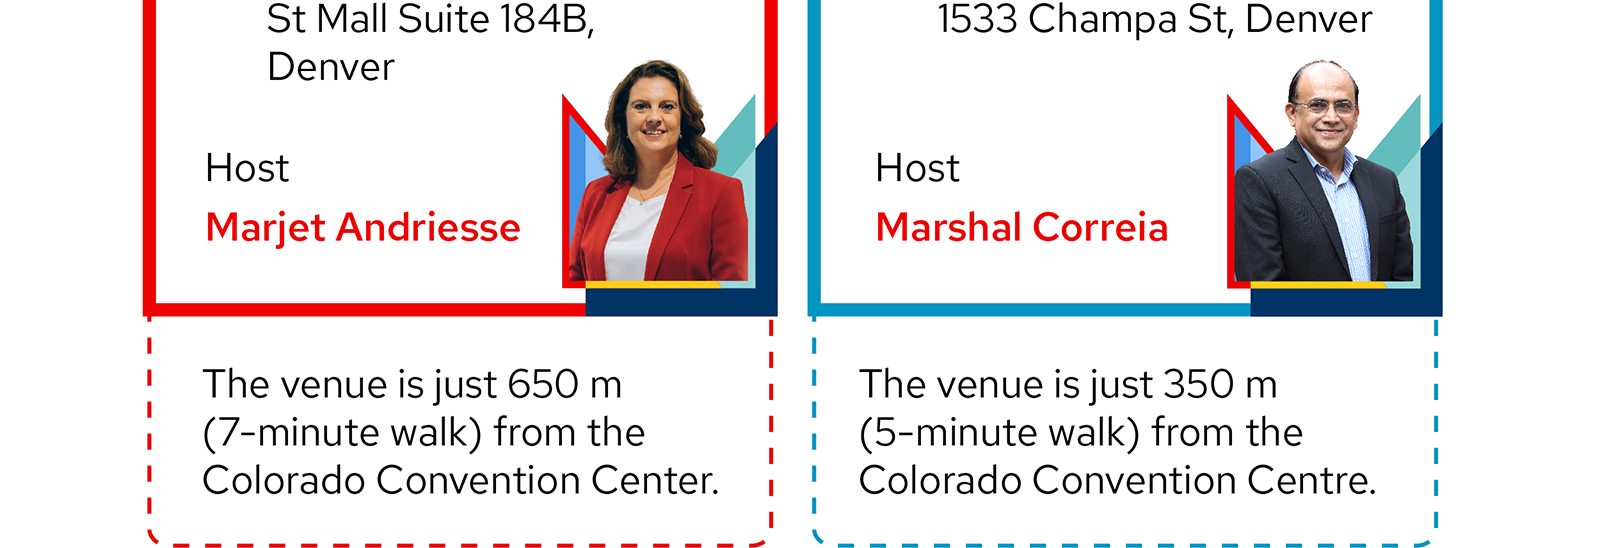 St Mall Suite 184B,
Denver
Host
Marjet Andriesse
The venue is just 650 m
(7-minute walk) from the
Colorado Convention Center.
1533 Champa St, Denver
Host
Marshal Correia
The venue is just 350 m
(5-minute walk) from the
Colorado Convention Centre.